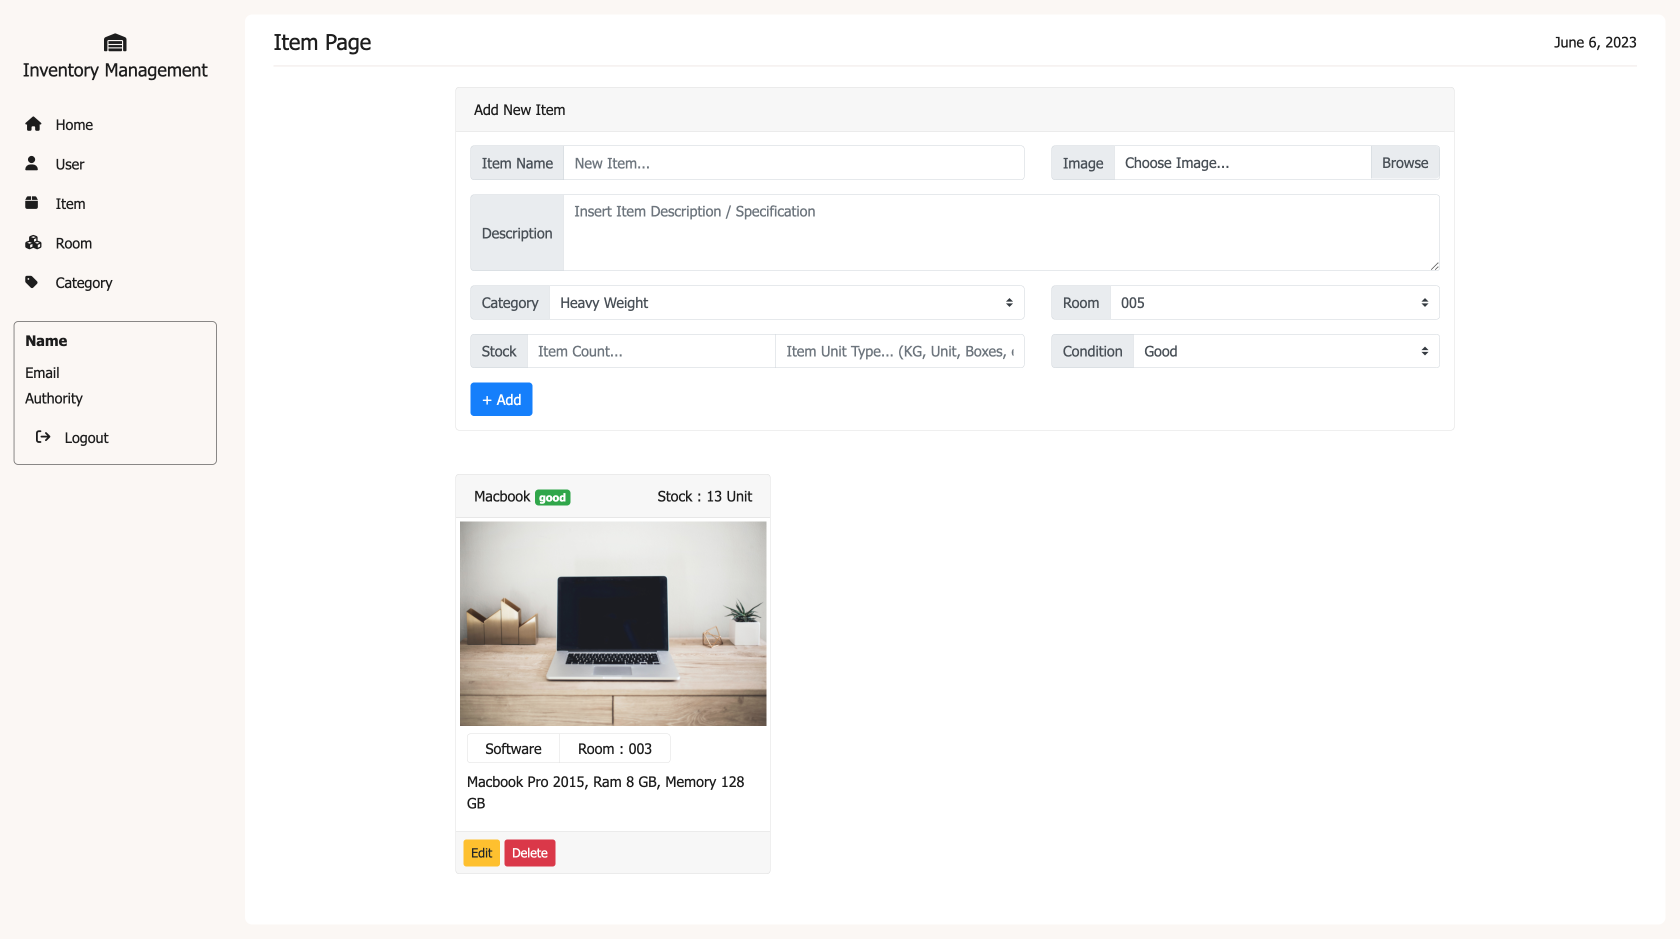 Inventory Management
Home
User
Item
Room
Category
Name
Email
Authority
Logout
Item Page
June 6, 2023
Add New Item
Item Name New Item...
Image Choose Image... Browse
Description Insert Item Description / Specification
Category Heavy Weight
Room 005
Stock Item Count... Item Unit Type... (KG, Unit, Boxes,
Condition Good
+ Add
Macbook good Stock : 13 Unit
Software Room : 003
Macbook Pro 2015, Ram 8 GB, Memory 128
GB
Edit Delete